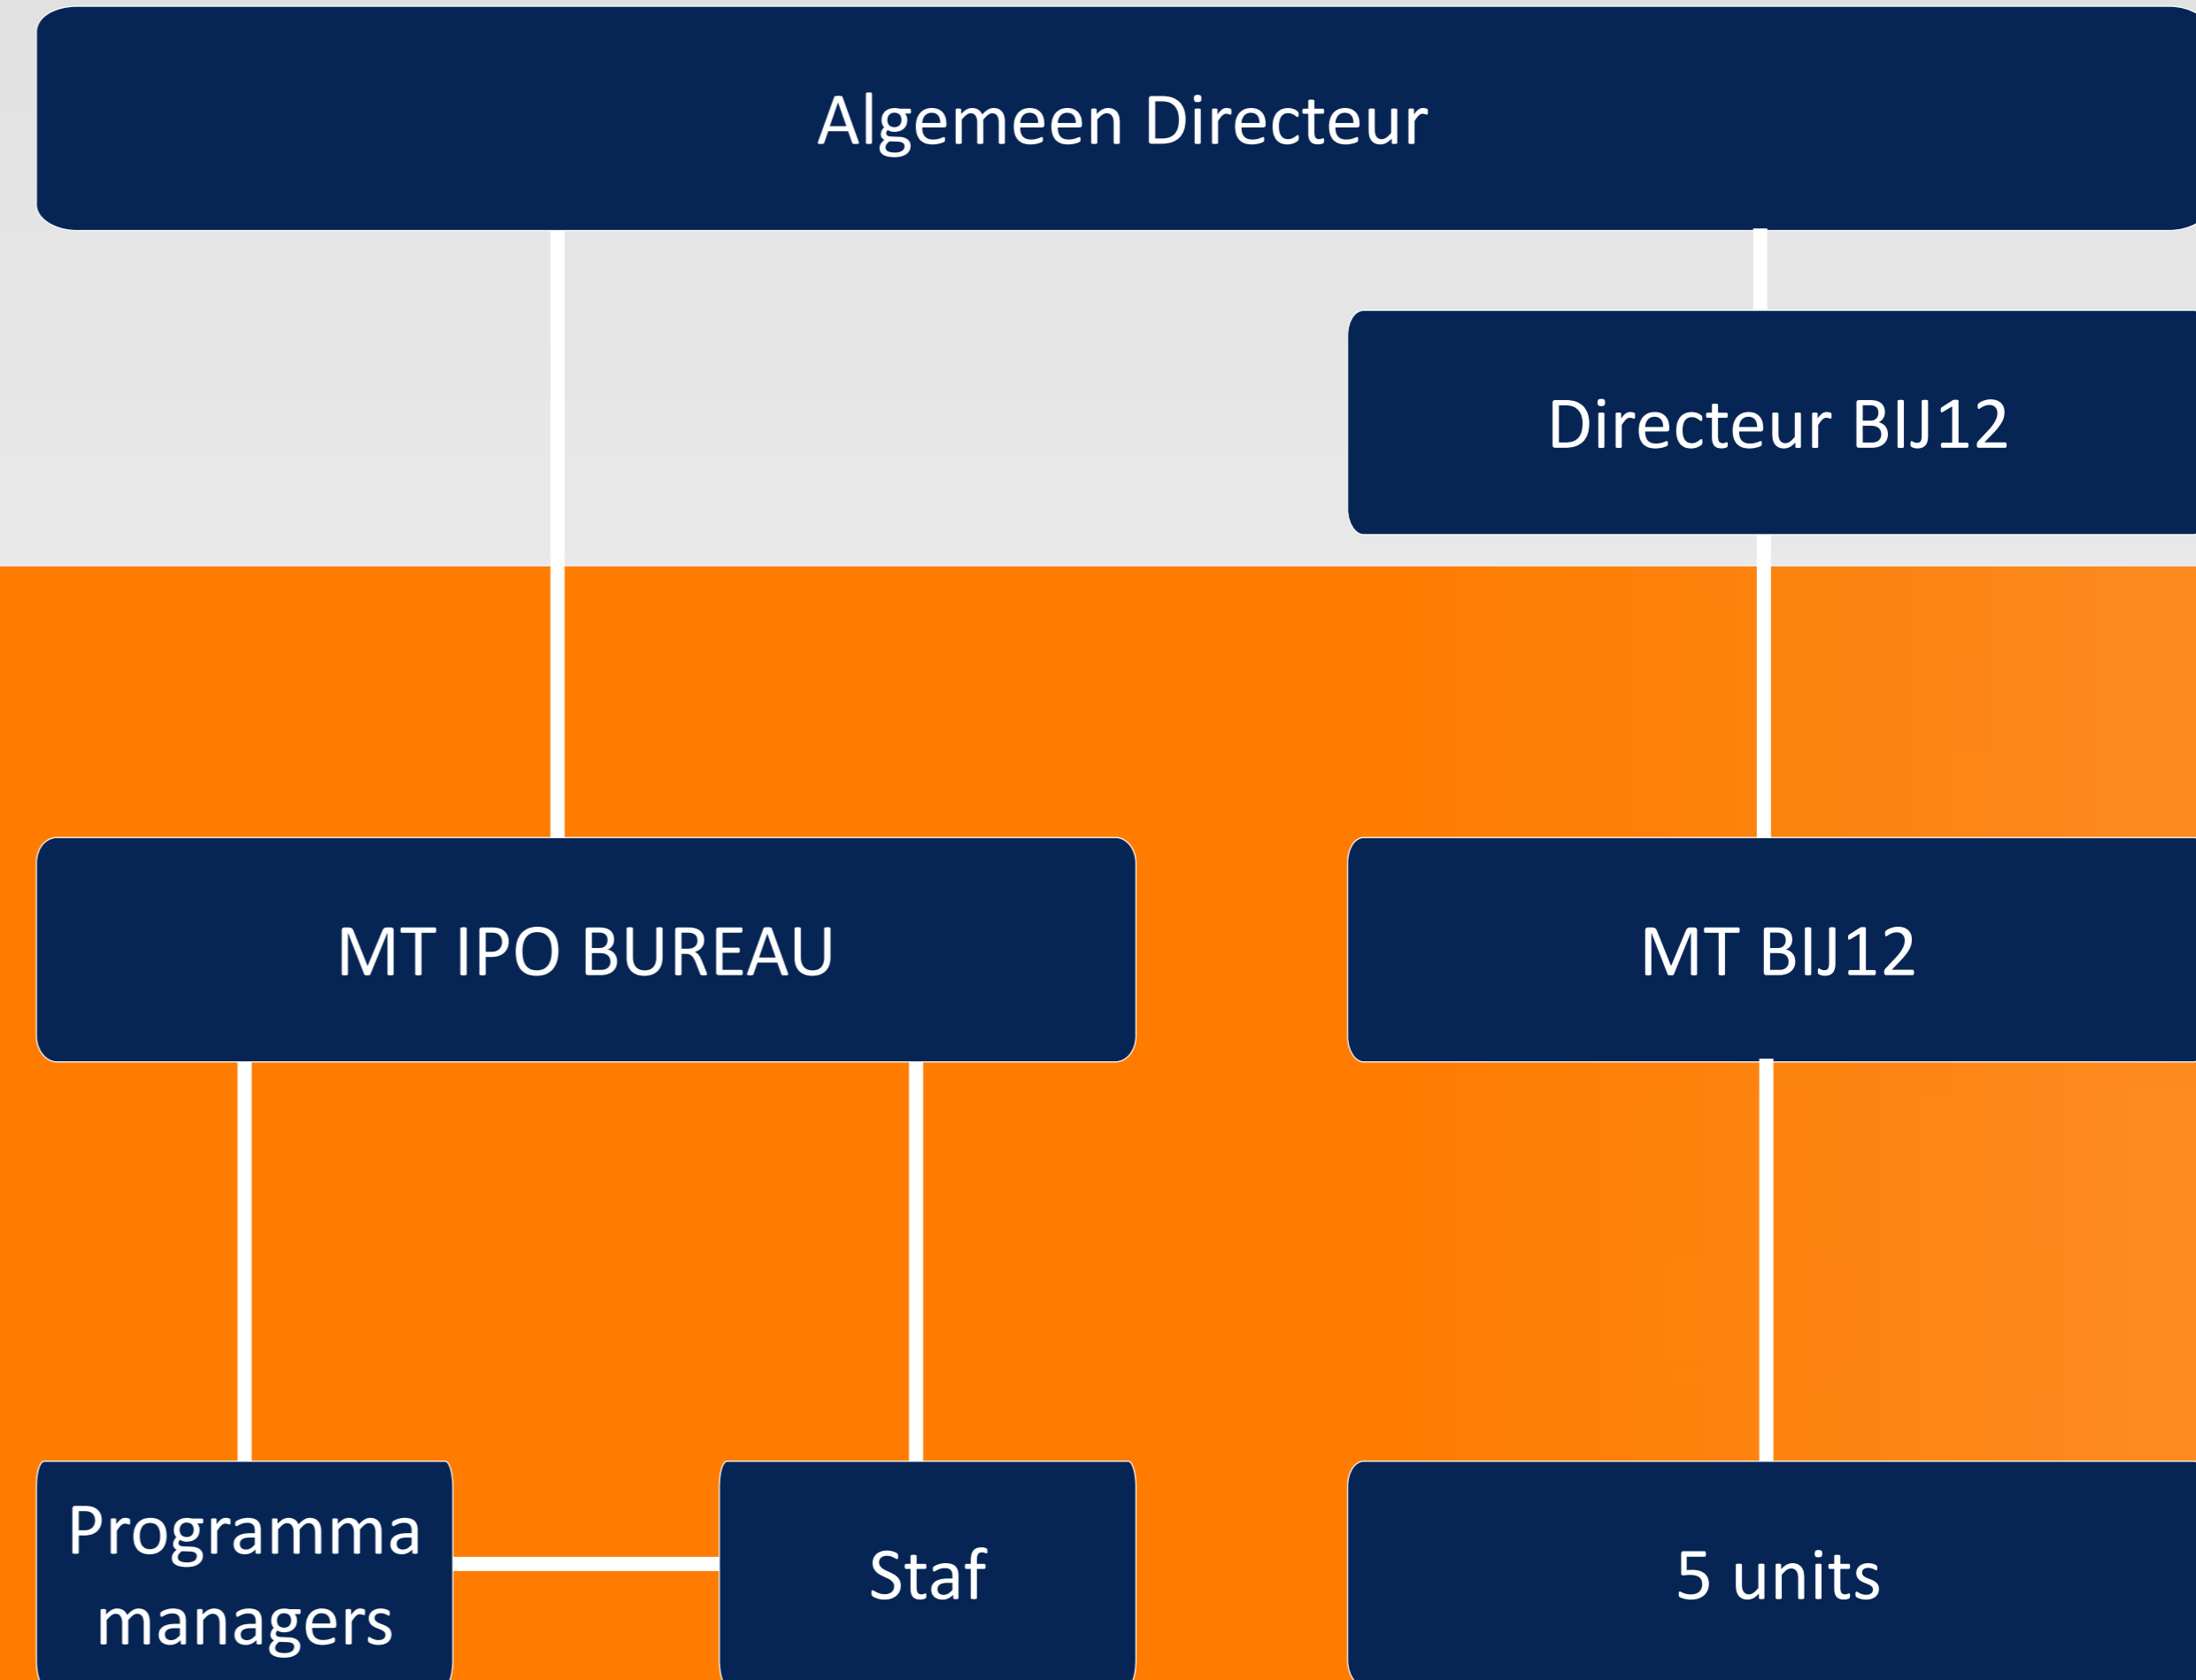 Algemeen Directeur
Directeur BIJ12
MT IPO BUREAU
MT BIJ12
Programma
managers
Staf
5 units